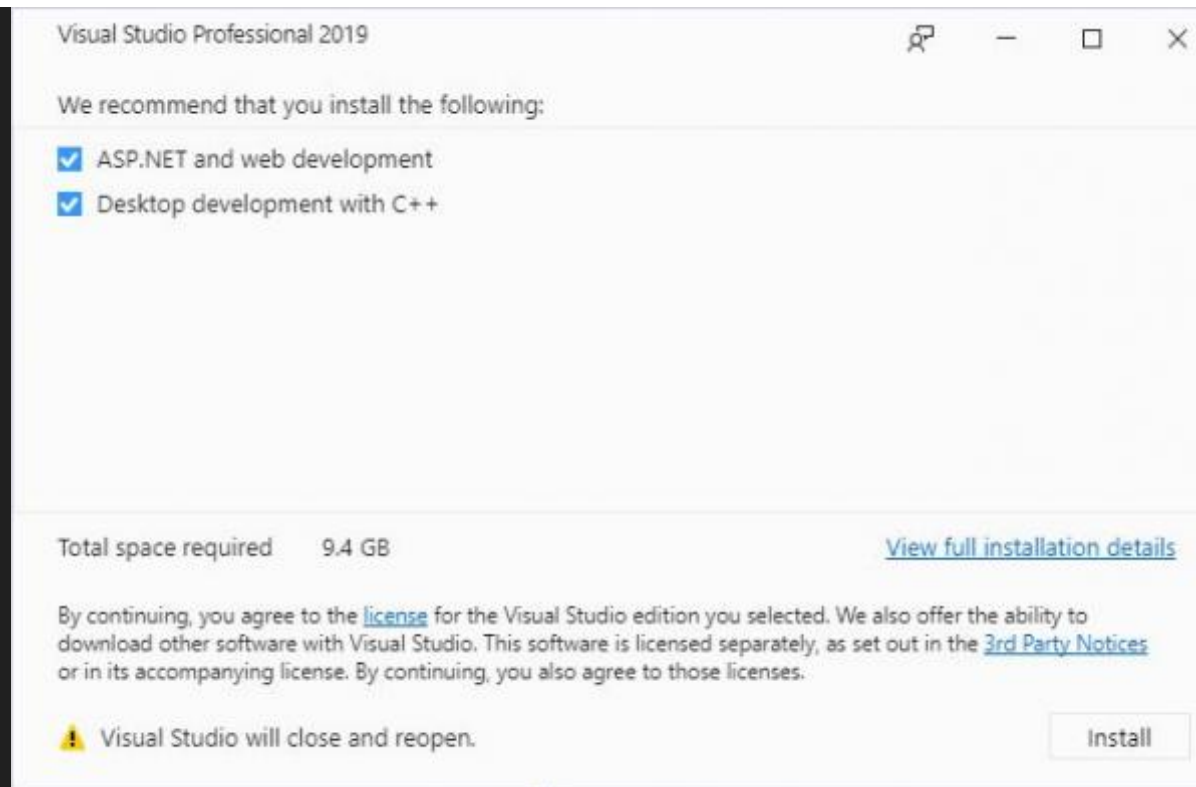 Visual Studio Professional 2019
We recommend that you install the following:
ASP.NET and web development
Desktop development with C++
Total space required 9.4 GB
View full installation details
By continuing, you agree to the license for the Visual Studio edition you selected. We also offer the ability to
download other software with Visual Studio. This software is licensed separately, as set out in the 3rd Party Notices
or in its accompanying license. By continuing, you also agree to those licenses.
Visual Studio will close and reopen.
Install